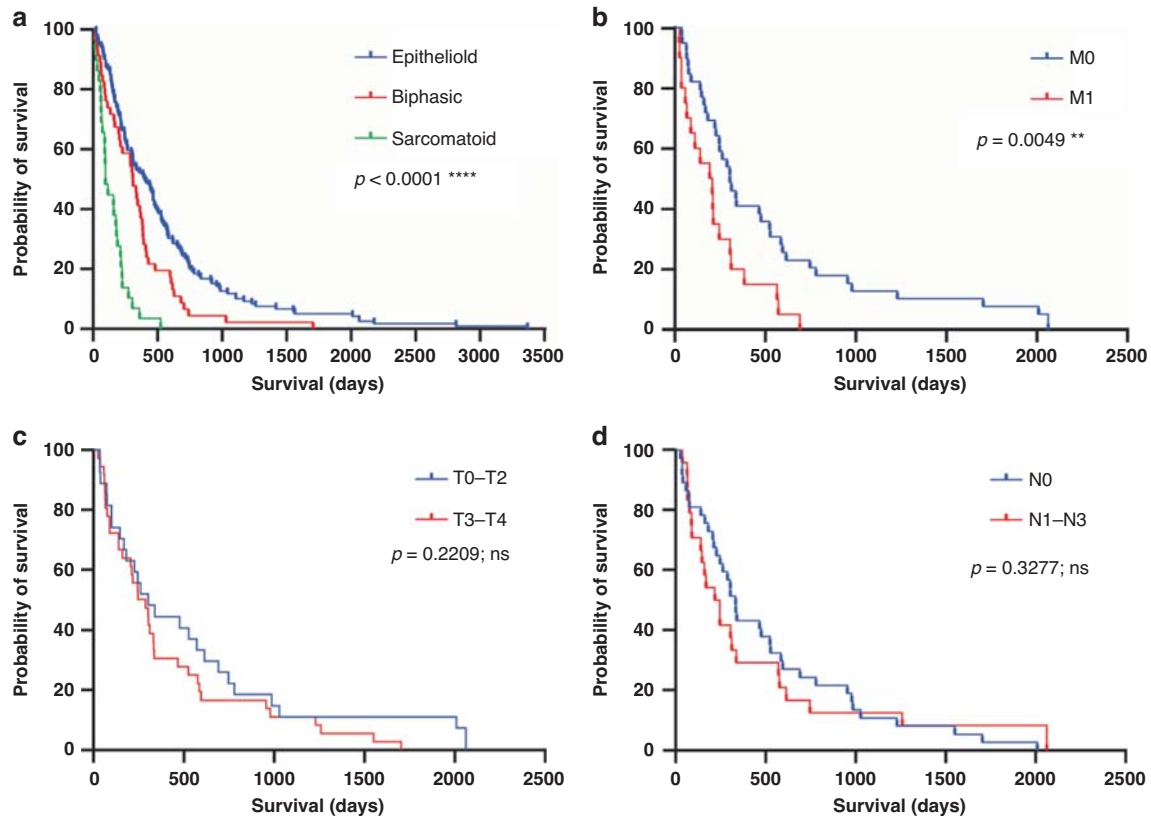 a
100
80
60
40
20
0
Probability of survival
Epitheliold
Biphasic
Sarcomatoid
p < 0.0001 ****
0 500 1000 1500 2000 2500 3000 3500
Survival (days)
b
100
80
60
40
20
0
Probability of survival
M0
M1
p = 0.0049 **
0 500 1000 1500 2000 2500
Survival (days)
c
100
80
60
40
20
0
Probability of survival
T0–T2
T3–T4
p = 0.2209; ns
0 500 1000 1500 2000 2500
Survival (days)
d
100
80
60
40
20
0
Probability of survival
N0
N1–N3
p = 0.3277; ns
0 500 1000 1500 2000 2500
Survival (days)